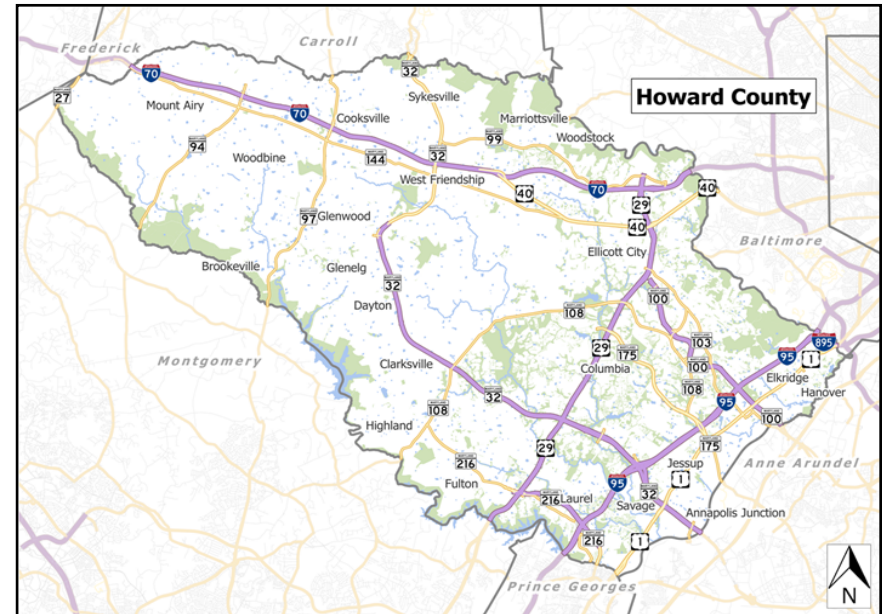 Howard County
Frederick
Carroll
Baltimore
Montgomery
Anne Arundel
Prince Georges
27
70
Mount Airy
94
Woodbine
70
Cooksville
144
32
Sykesville
Marriottsville
99
Woodstock
32
West Friendship
40
70
29
40
40
97
Glenwood
Ellicott City
Brookeville
Glenelg
32
Dayton
108
100
29
175
Columbia
103
100
108
95
895
1
Elkridge
Hanover
95
100
Clarksville
32
108
Highland
29
175
216
Fulton
95
Jessup
1
32
216
Laurel
Savage
Annapolis Junction
216
1
N